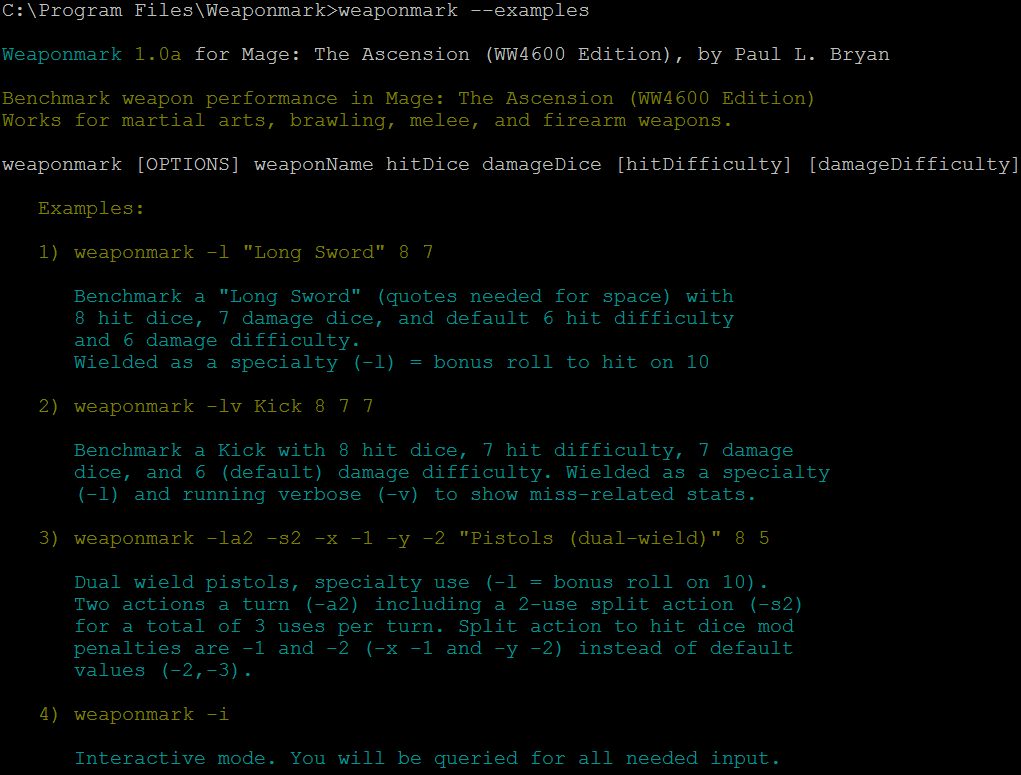 C:\Program Files\Weaponmark>weaponmark --examples
Weaponmark 1.0a for Mage: The Ascension (WW4600 Edition), by Paul L. Bryan
Benchmark weapon performance in Mage: The Ascension (WW4600 Edition)
Works for martial arts, brawling, melee, and firearm weapons.
weaponmark [OPTIONS] weaponName hitDice damageDice [hitDifficulty] [damageDifficulty]
Examples:
1) weaponmark -l "Long Sword" 8 7
Benchmark a "Long Sword" (quotes needed for space) with
8 hit dice, 7 damage dice, and default 6 hit difficulty
and 6 damage difficulty.
Wielded as a specialty (-l) = bonus roll to hit on 10
2) weaponmark -lv Kick 8 7 7
Benchmark a Kick with 8 hit dice, 7 hit difficulty, 7 damage
dice, and 6 (default) damage difficulty. Wielded as a specialty
(-l) and running verbose (-v) to show miss-related stats.
3) weaponmark -la2 -s2 -x -1 -y -2 "Pistols (dual-wield)" 8 5
Dual wield pistols, specialty use (-l = bonus roll on 10).
Two actions a turn (-a2) including a 2-use split action (-s2)
for a total of 3 uses per turn. Split action to hit dice mod
penalties are -1 and -2 (-x -1 and -y -2) instead of default
values (-2,-3).
4) weaponmark -i
Interactive mode. You will be queried for all needed input.